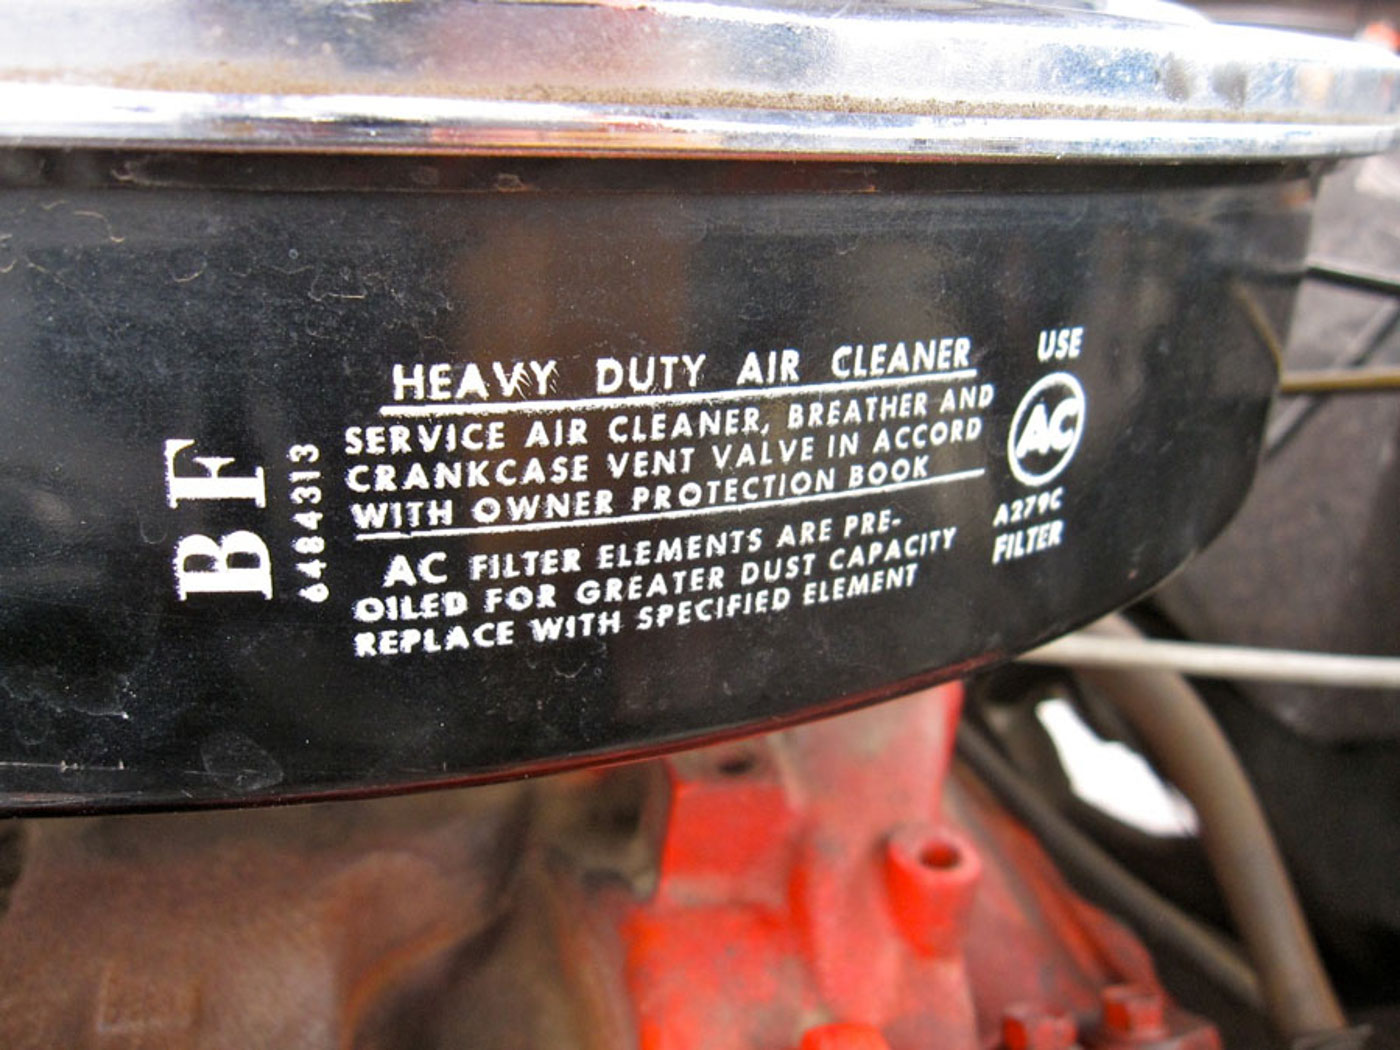 BF
6484313
HEAVY DUTY AIR CLEANER
SERVICE AIR CLEANER, BREATHER AND
CRANKCASE VENT VALVE IN ACCORD
WITH OWNER PROTECTION BOOK
AC FILTER ELEMENTS ARE PRE-
OILED FOR GREATER DUST CAPACITY
REPLACE WITH SPECIFIED ELEMENT
USE
AC
A279C
FILTER